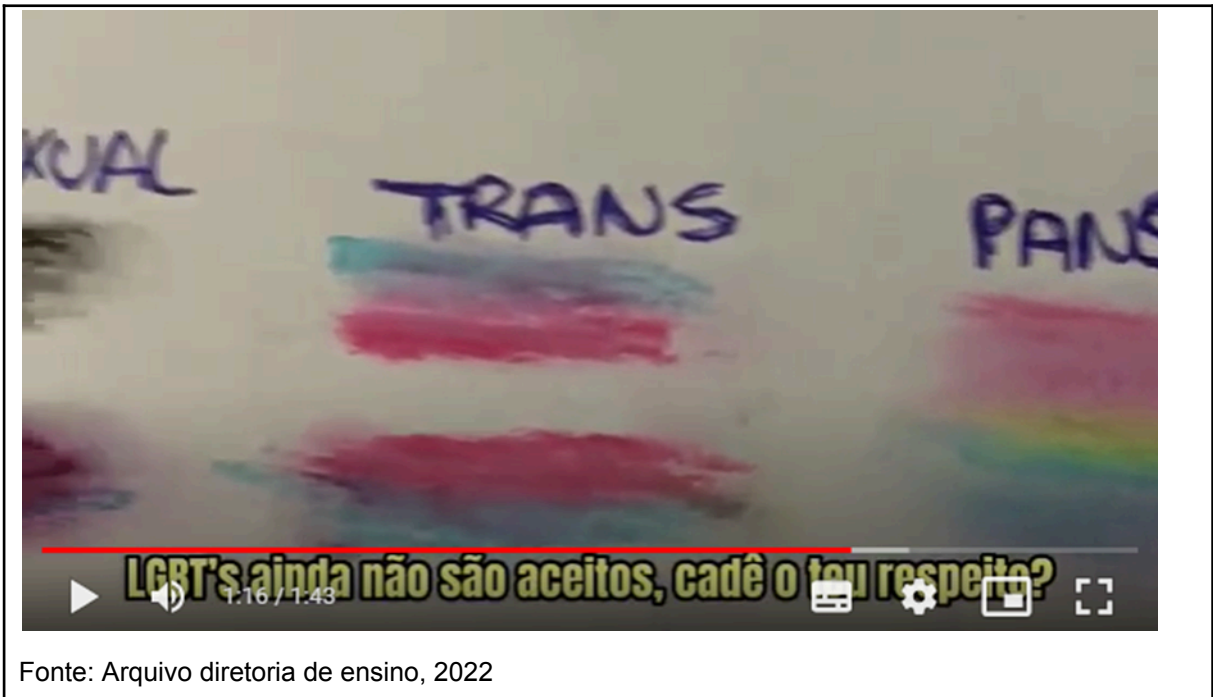 XUAL
TRANS
PANS
LGBT's ainda não são aceitos, cadê o teu respeito?
1:16 / 1:43
Fonte: Arquivo diretoria de ensino, 2022